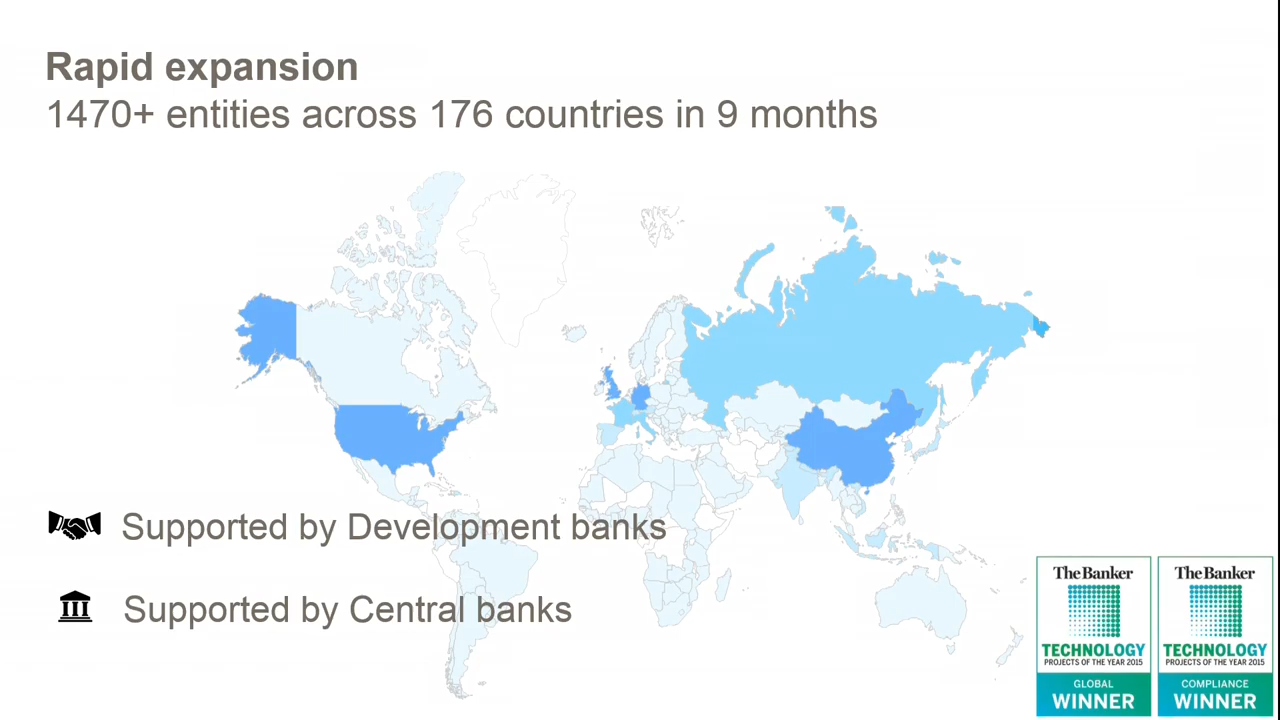 Rapid expansion
1470+ entities across 176 countries in 9 months
Supported by Development banks
Supported by Central banks
The Banker
TECHNOLOGY
PROJECTS OF THE YEAR 2015
GLOBAL
WINNER
The Banker
TECHNOLOGY
PROJECTS OF THE YEAR 2015
COMPLIANCE
WINNER